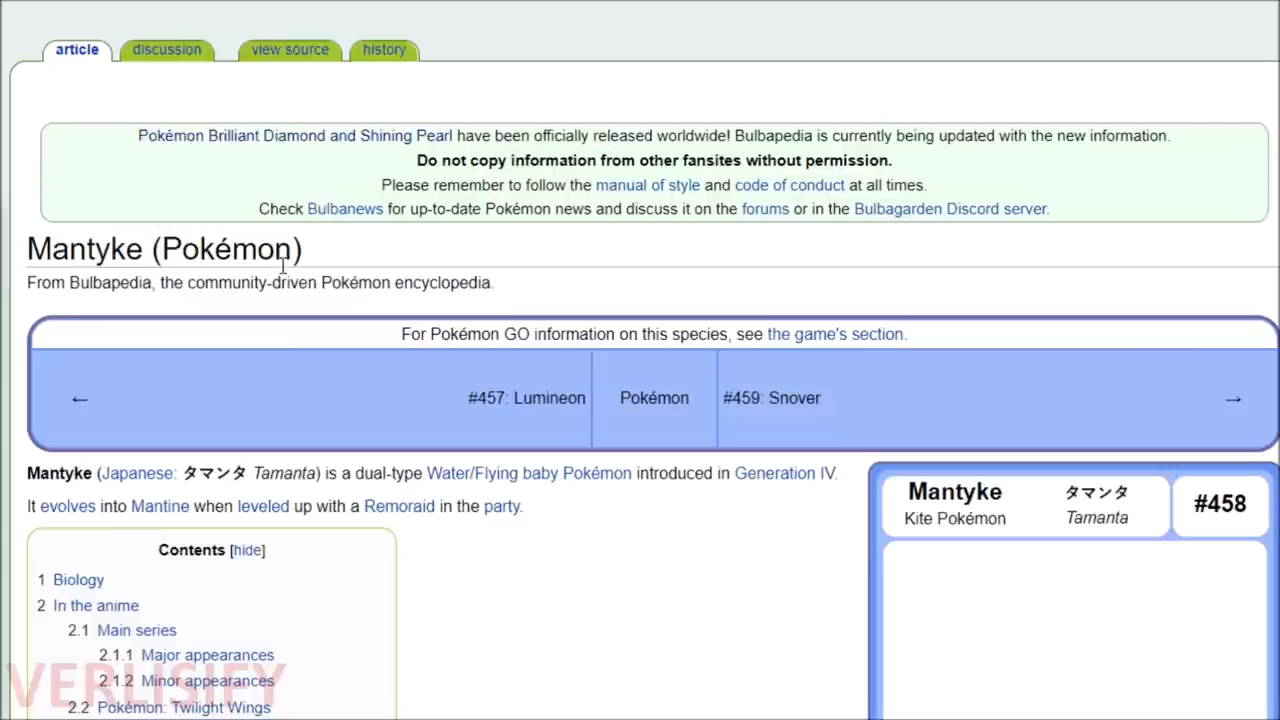 article discussion view source history
Pokémon Brilliant Diamond and Shining Pearl have been officially released worldwide! Bulbapedia is currently being updated with the new information.
Do not copy information from other fansites without permission.
Please remember to follow the manual of style and code of conduct at all times.
Check Bulbanews for up-to-date Pokémon news and discuss it on the forums or in the Bulbagarden Discord server.
Mantyke (Pokémon)
From Bulbapedia, the community-driven Pokémon encyclopedia.
For Pokémon GO information on this species, see the game's section.
← #457: Lumineon Pokémon #459: Snover →
Mantyke (Japanese: タマンタ Tamanta) is a dual-type Water/Flying baby Pokémon introduced in Generation IV.
It evolves into Mantine when leveled up with a Remoraid in the party.
Mantyke タマンタ #458
Kite Pokémon Tamanta
Contents [hide]
1 Biology
2 In the anime
2.1 Main series
2.1.1 Major appearances
2.1.2 Minor appearances
2.2 Pokémon: Twilight Wings
VERLISIFY